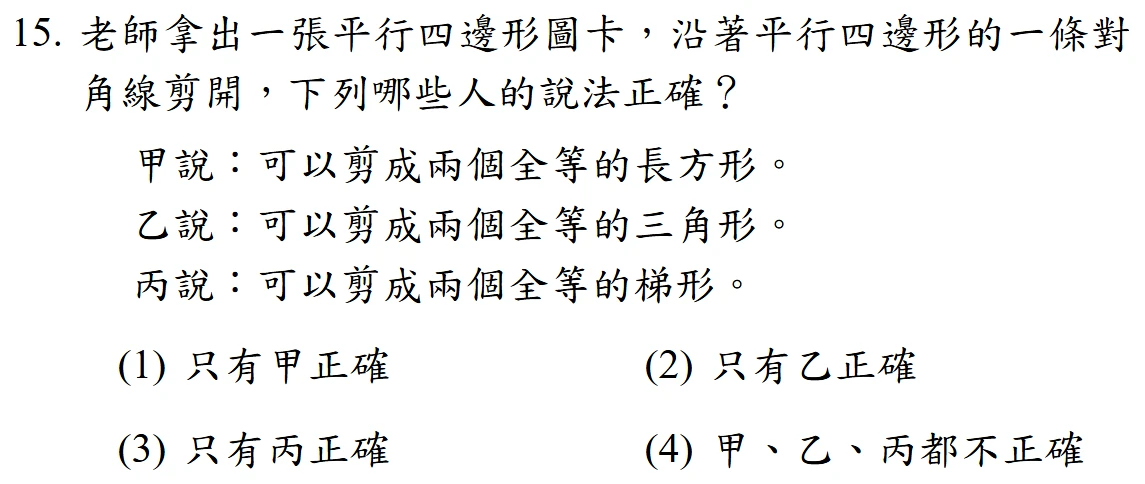 15. 老師拿出一張平行四邊形圖卡，沿著平行四邊形的一條對
角線剪開，下列哪些人的說法正確？
甲說：可以剪成兩個全等的長方形。
乙說：可以剪成兩個全等的三角形。
丙說：可以剪成兩個全等的梯形。
(1) 只有甲正確 (2) 只有乙正確
(3) 只有丙正確 (4) 甲、乙、丙都不正確